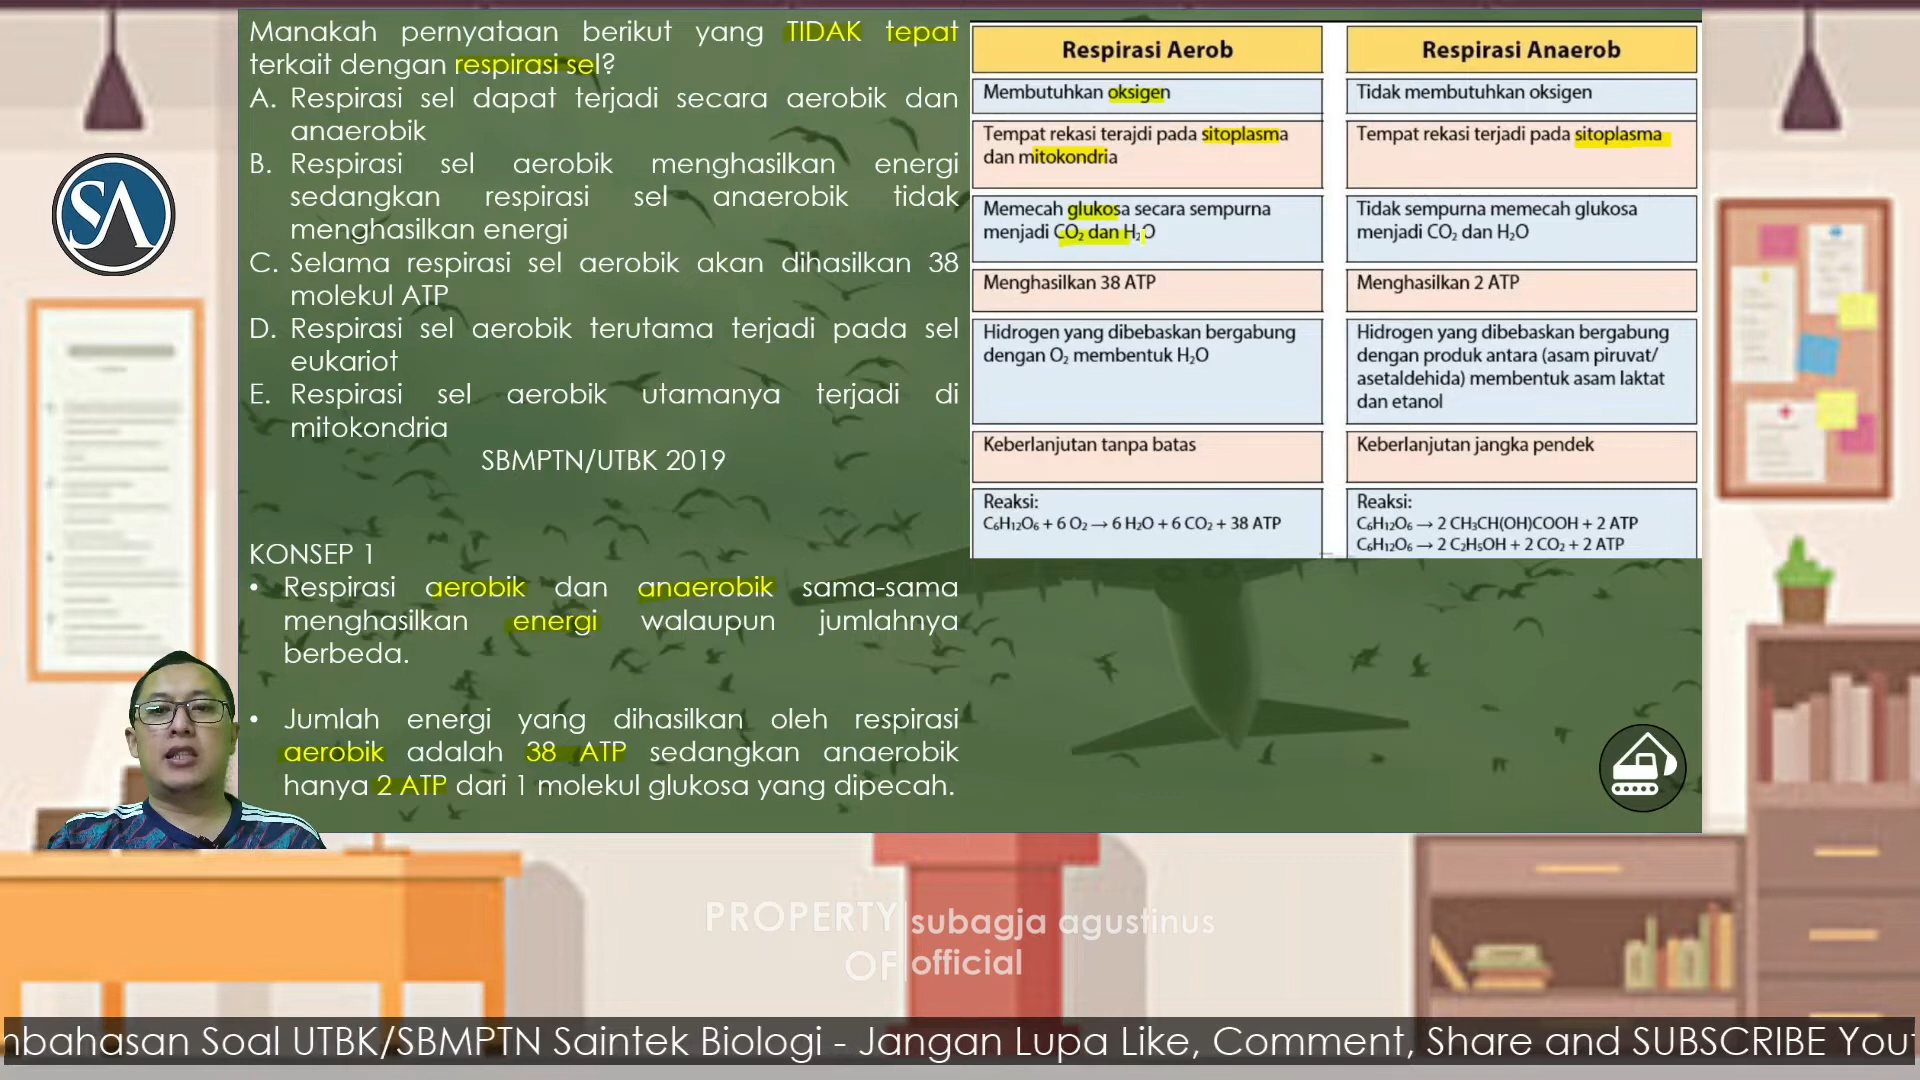 Manakah pernyataan berikut yang TIDAK tepat
terkait dengan respirasi sel?
A. Respirasi sel dapat terjadi secara aerobik dan
anaerobik
B. Respirasi sel aerobik menghasilkan energi
sedangkan respirasi sel anaerobik tidak
menghasilkan energi
C. Selama respirasi sel aerobik akan dihasilkan 38
molekul ATP
D. Respirasi sel aerobik terutama terjadi pada sel
eukariot
E. Respirasi sel aerobik utamanya terjadi di
mitokondria
SBMPTN/UTBK 2019
KONSEP 1
• Respirasi aerobik dan anaerobik sama-sama
menghasilkan energi walaupun jumlahnya
berbeda.
• Jumlah energi yang dihasilkan oleh respirasi
aerobik adalah 38 ATP sedangkan anaerobik
hanya 2 ATP dari 1 molekul glukosa yang dipecah.
Respirasi Aerob
Membutuhkan oksigen
Tempat rekasi terajdi pada sitoplasma
dan mitokondria
Memecah glukosa secara sempurna
menjadi CO₂ dan H₂O
Menghasilkan 38 ATP
Hidrogen yang dibebaskan bergabung
dengan O₂ membentuk H₂O
Keberlanjutan tanpa batas
Reaksi:
C₆H₁₂O₆ + 6 O₂ → 6 H₂O + 6 CO₂ + 38 ATP
Respirasi Anaerob
Tidak membutuhkan oksigen
Tempat rekasi terjadi pada sitoplasma
Tidak sempurna memecah glukosa
menjadi CO₂ dan H₂O
Menghasilkan 2 ATP
Hidrogen yang dibebaskan bergabung
dengan produk antara (asam piruvat/
asetaldehida) membentuk asam laktat
dan etanol
Keberlanjutan jangka pendek
Reaksi:
C₆H₁₂O₆ → 2 CH₃CH(OH)COOH + 2 ATP
C₆H₁₂O₆ → 2 C₂H₅OH + 2 CO₂ + 2 ATP
SA
PROPERTY OF
subagja agustinus
official
mbahasan Soal UTBK/SBMPTN Saintek Biologi - Jangan Lupa Like, Comment, Share and SUBSCRIBE Yout